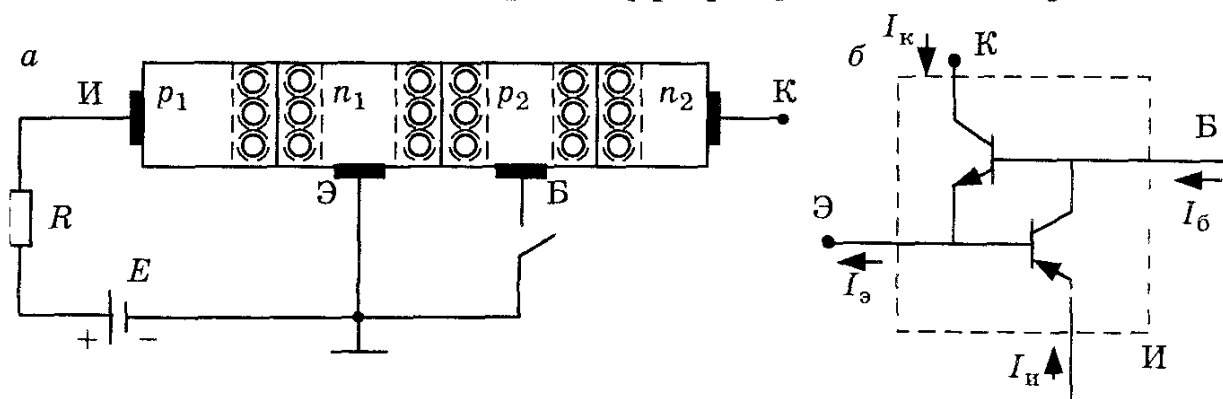 а
И
p₁
n₁
p₂
n₂
К
Э
Б
R
E
+
−
б
Iк
К
Б
Iб
Э
Iэ
Iи
И